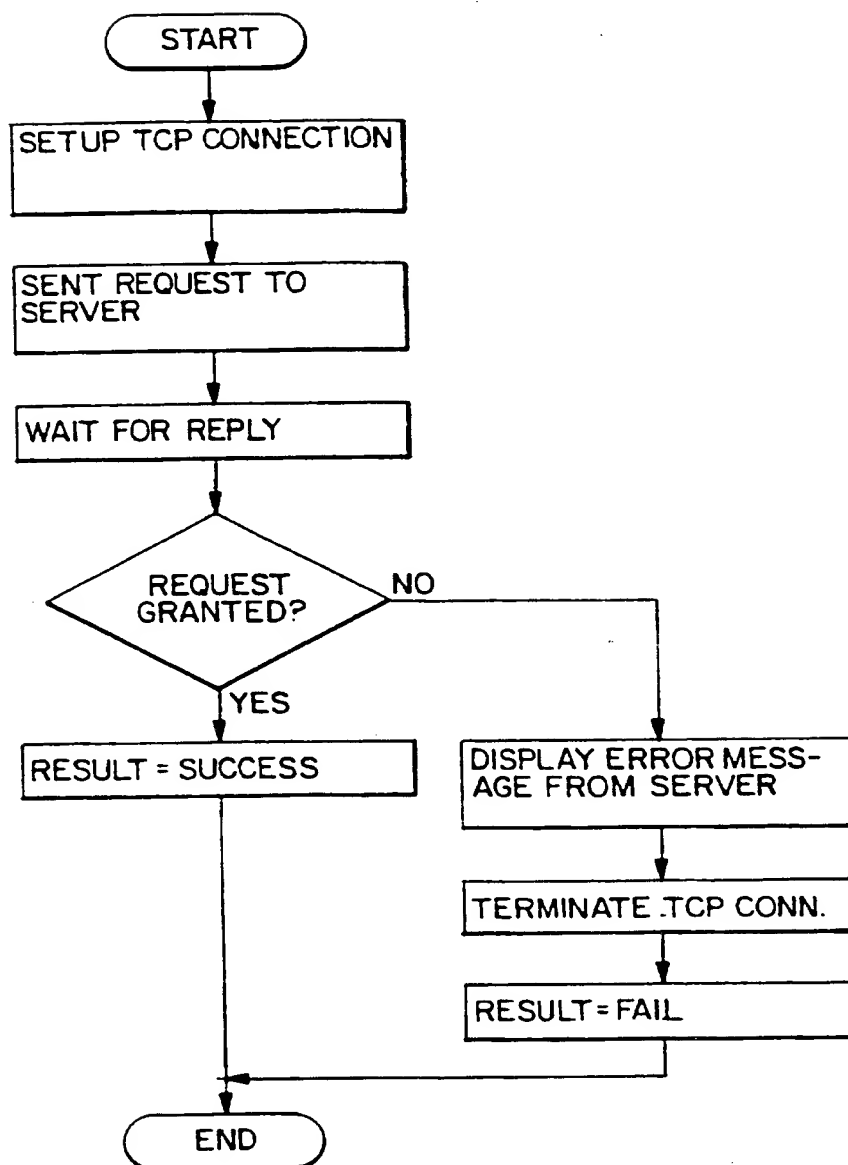 START
SETUP TCP CONNECTION
SENT REQUEST TO
SERVER
WAIT FOR REPLY
REQUEST
GRANTED?
NO
YES
RESULT = SUCCESS
DISPLAY ERROR MESS-
AGE FROM SERVER
TERMINATE TCP CONN.
RESULT = FAIL
END